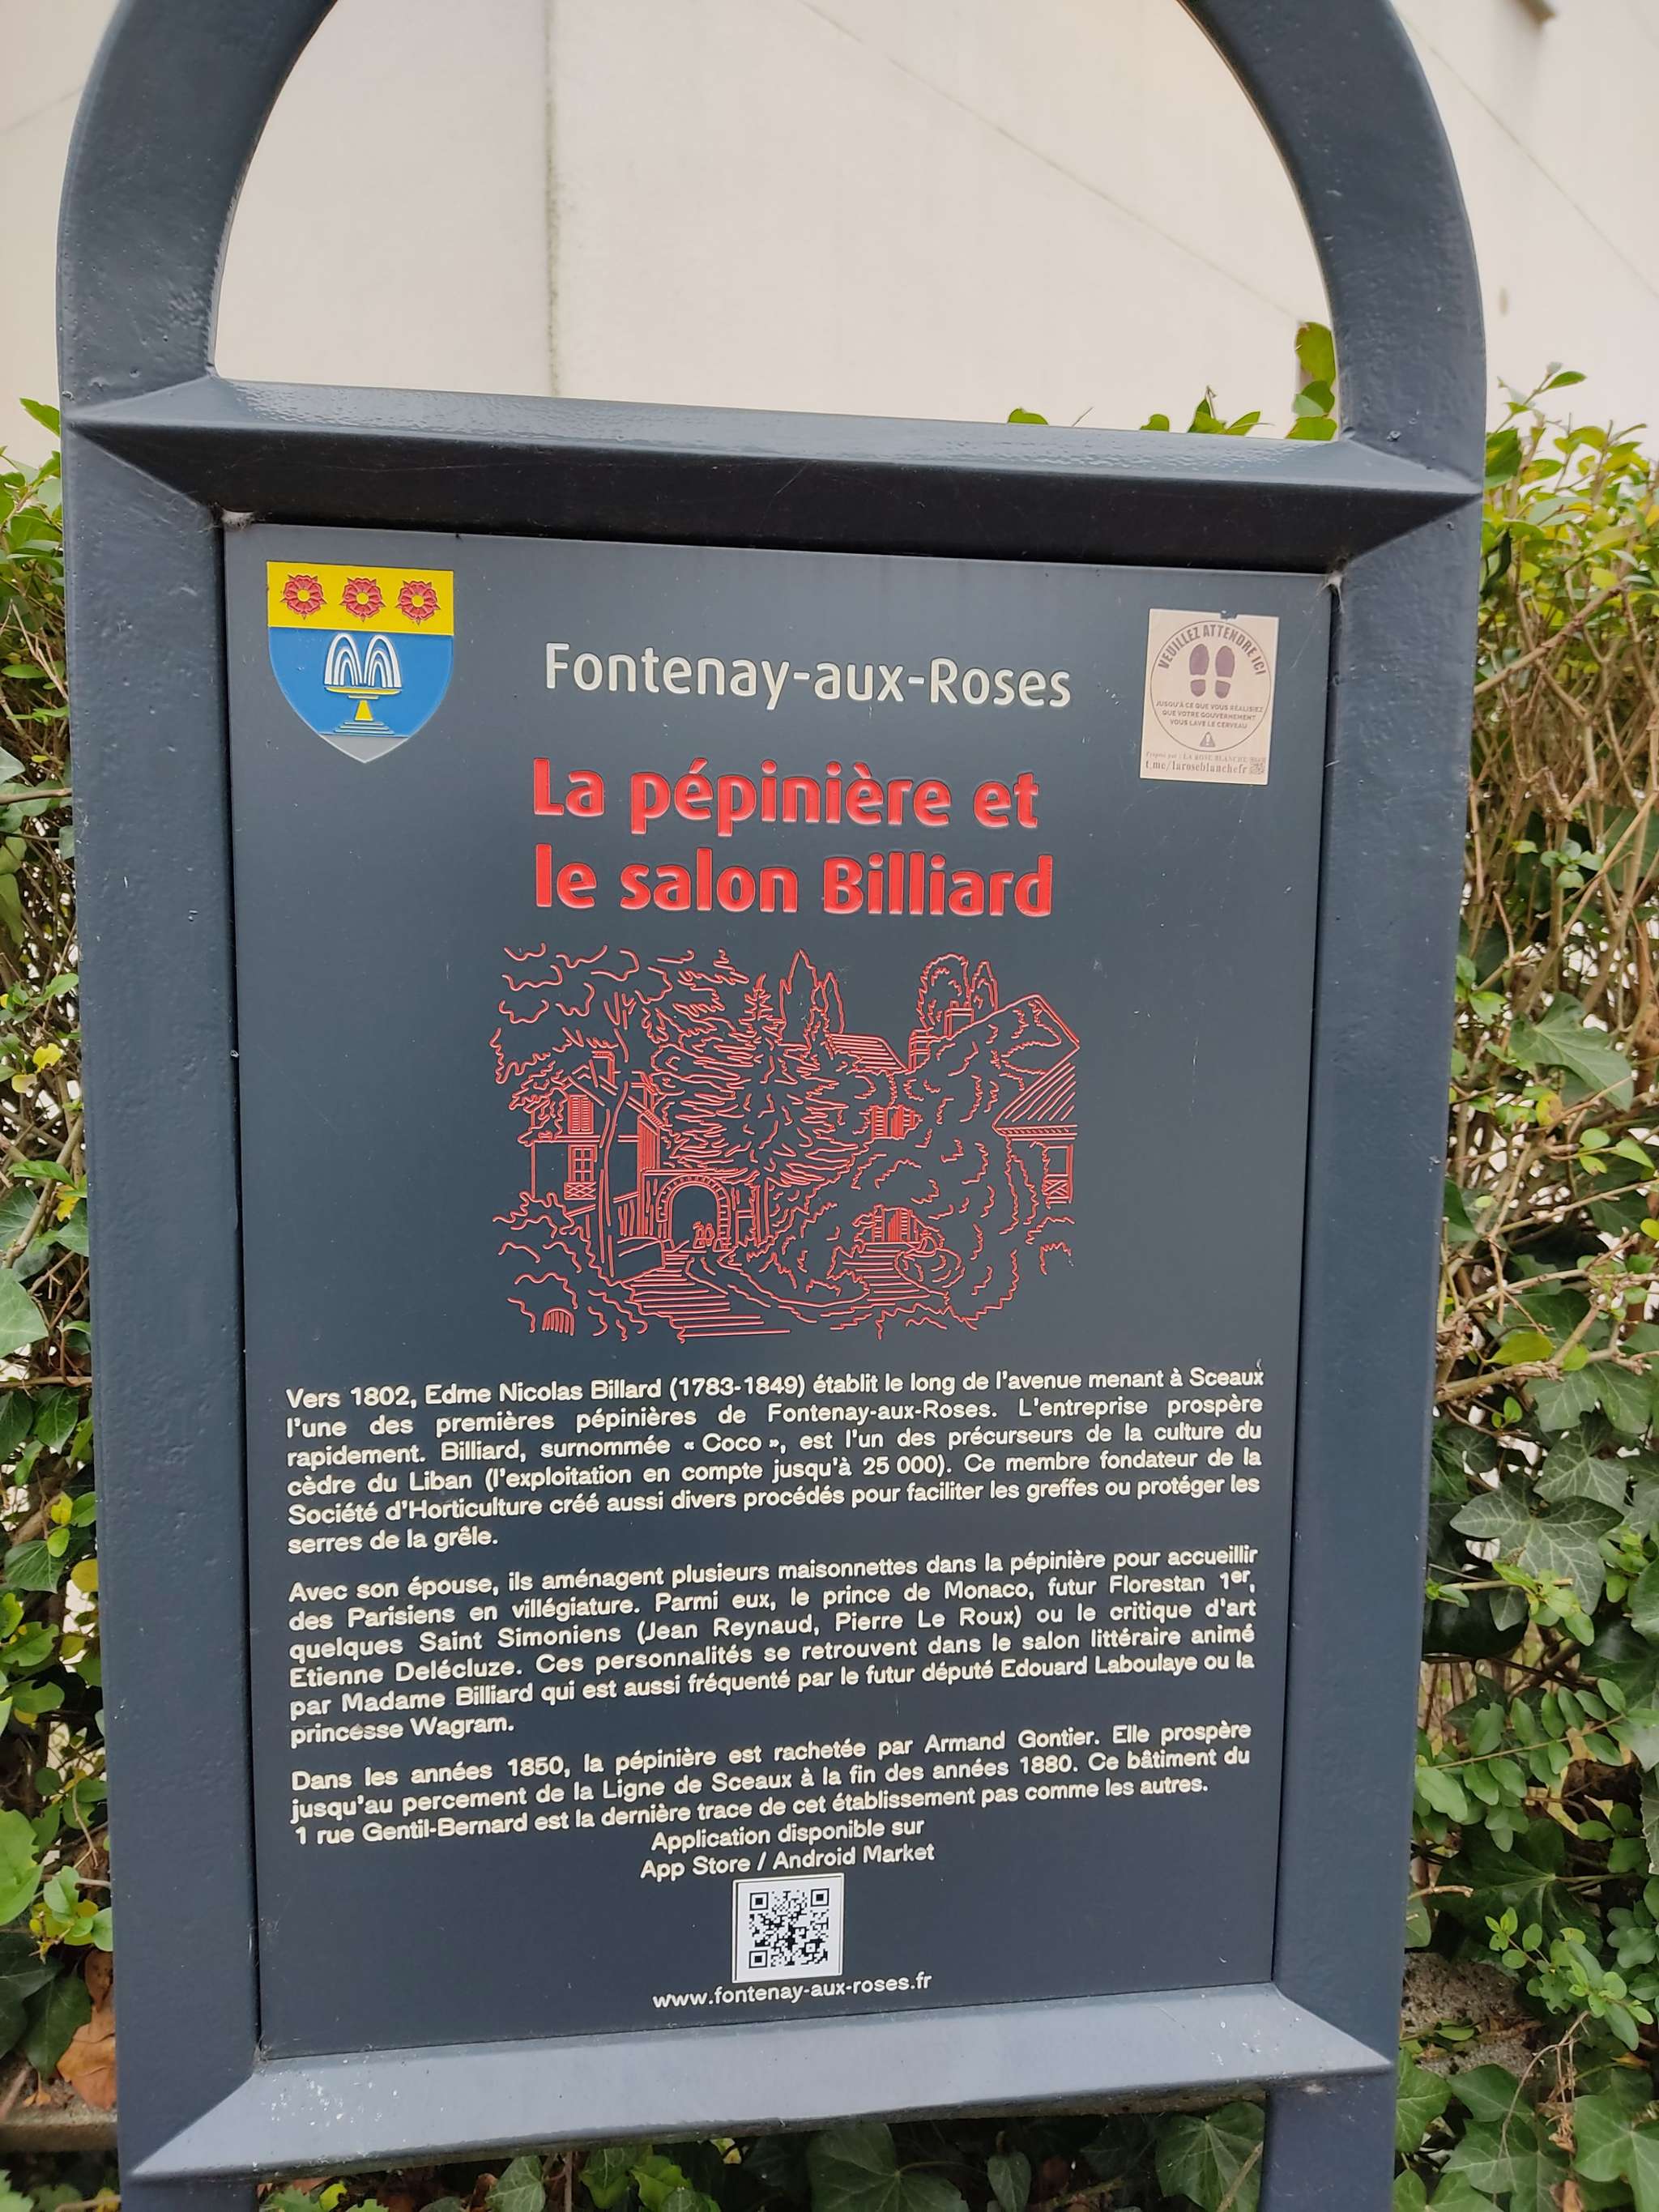 Fontenay-aux-Roses
VEUILLEZ ATTENDRE ICI
JUSQU'À CE QUE VOUS RÉALISIEZ
QUE VOTRE GOUVERNEMENT
VOUS LAVE LE CERVEAU
Propsé par : LA ROSE BLANCHE
t.me/laroseblanchefr
La pépinière et
le salon Billiard
Vers 1802, Edme Nicolas Billard (1783-1849) établit le long de l'avenue menant à Sceaux
l'une des premières pépinières de Fontenay-aux-Roses. L'entreprise prospère
rapidement. Billiard, surnommée « Coco », est l'un des précurseurs de la culture du
cèdre du Liban (l'exploitation en compte jusqu'à 25 000). Ce membre fondateur de la
Société d'Horticulture créé aussi divers procédés pour faciliter les greffes ou protéger les
serres de la grêle.
Avec son épouse, ils aménagent plusieurs maisonnettes dans la pépinière pour accueillir
des Parisiens en villégiature. Parmi eux, le prince de Monaco, futur Florestan 1er,
quelques Saint Simoniens (Jean Reynaud, Pierre Le Roux) ou le critique d'art
Etienne Delécluze. Ces personnalités se retrouvent dans le salon littéraire animé
par Madame Billiard qui est aussi fréquenté par le futur député Edouard Laboulaye ou la
princesse Wagram.
Dans les années 1850, la pépinière est rachetée par Armand Gontier. Elle prospère
jusqu'au percement de la Ligne de Sceaux à la fin des années 1880. Ce bâtiment du
1 rue Gentil-Bernard est la dernière trace de cet établissement pas comme les autres.
Application disponible sur
App Store / Android Market
www.fontenay-aux-roses.fr